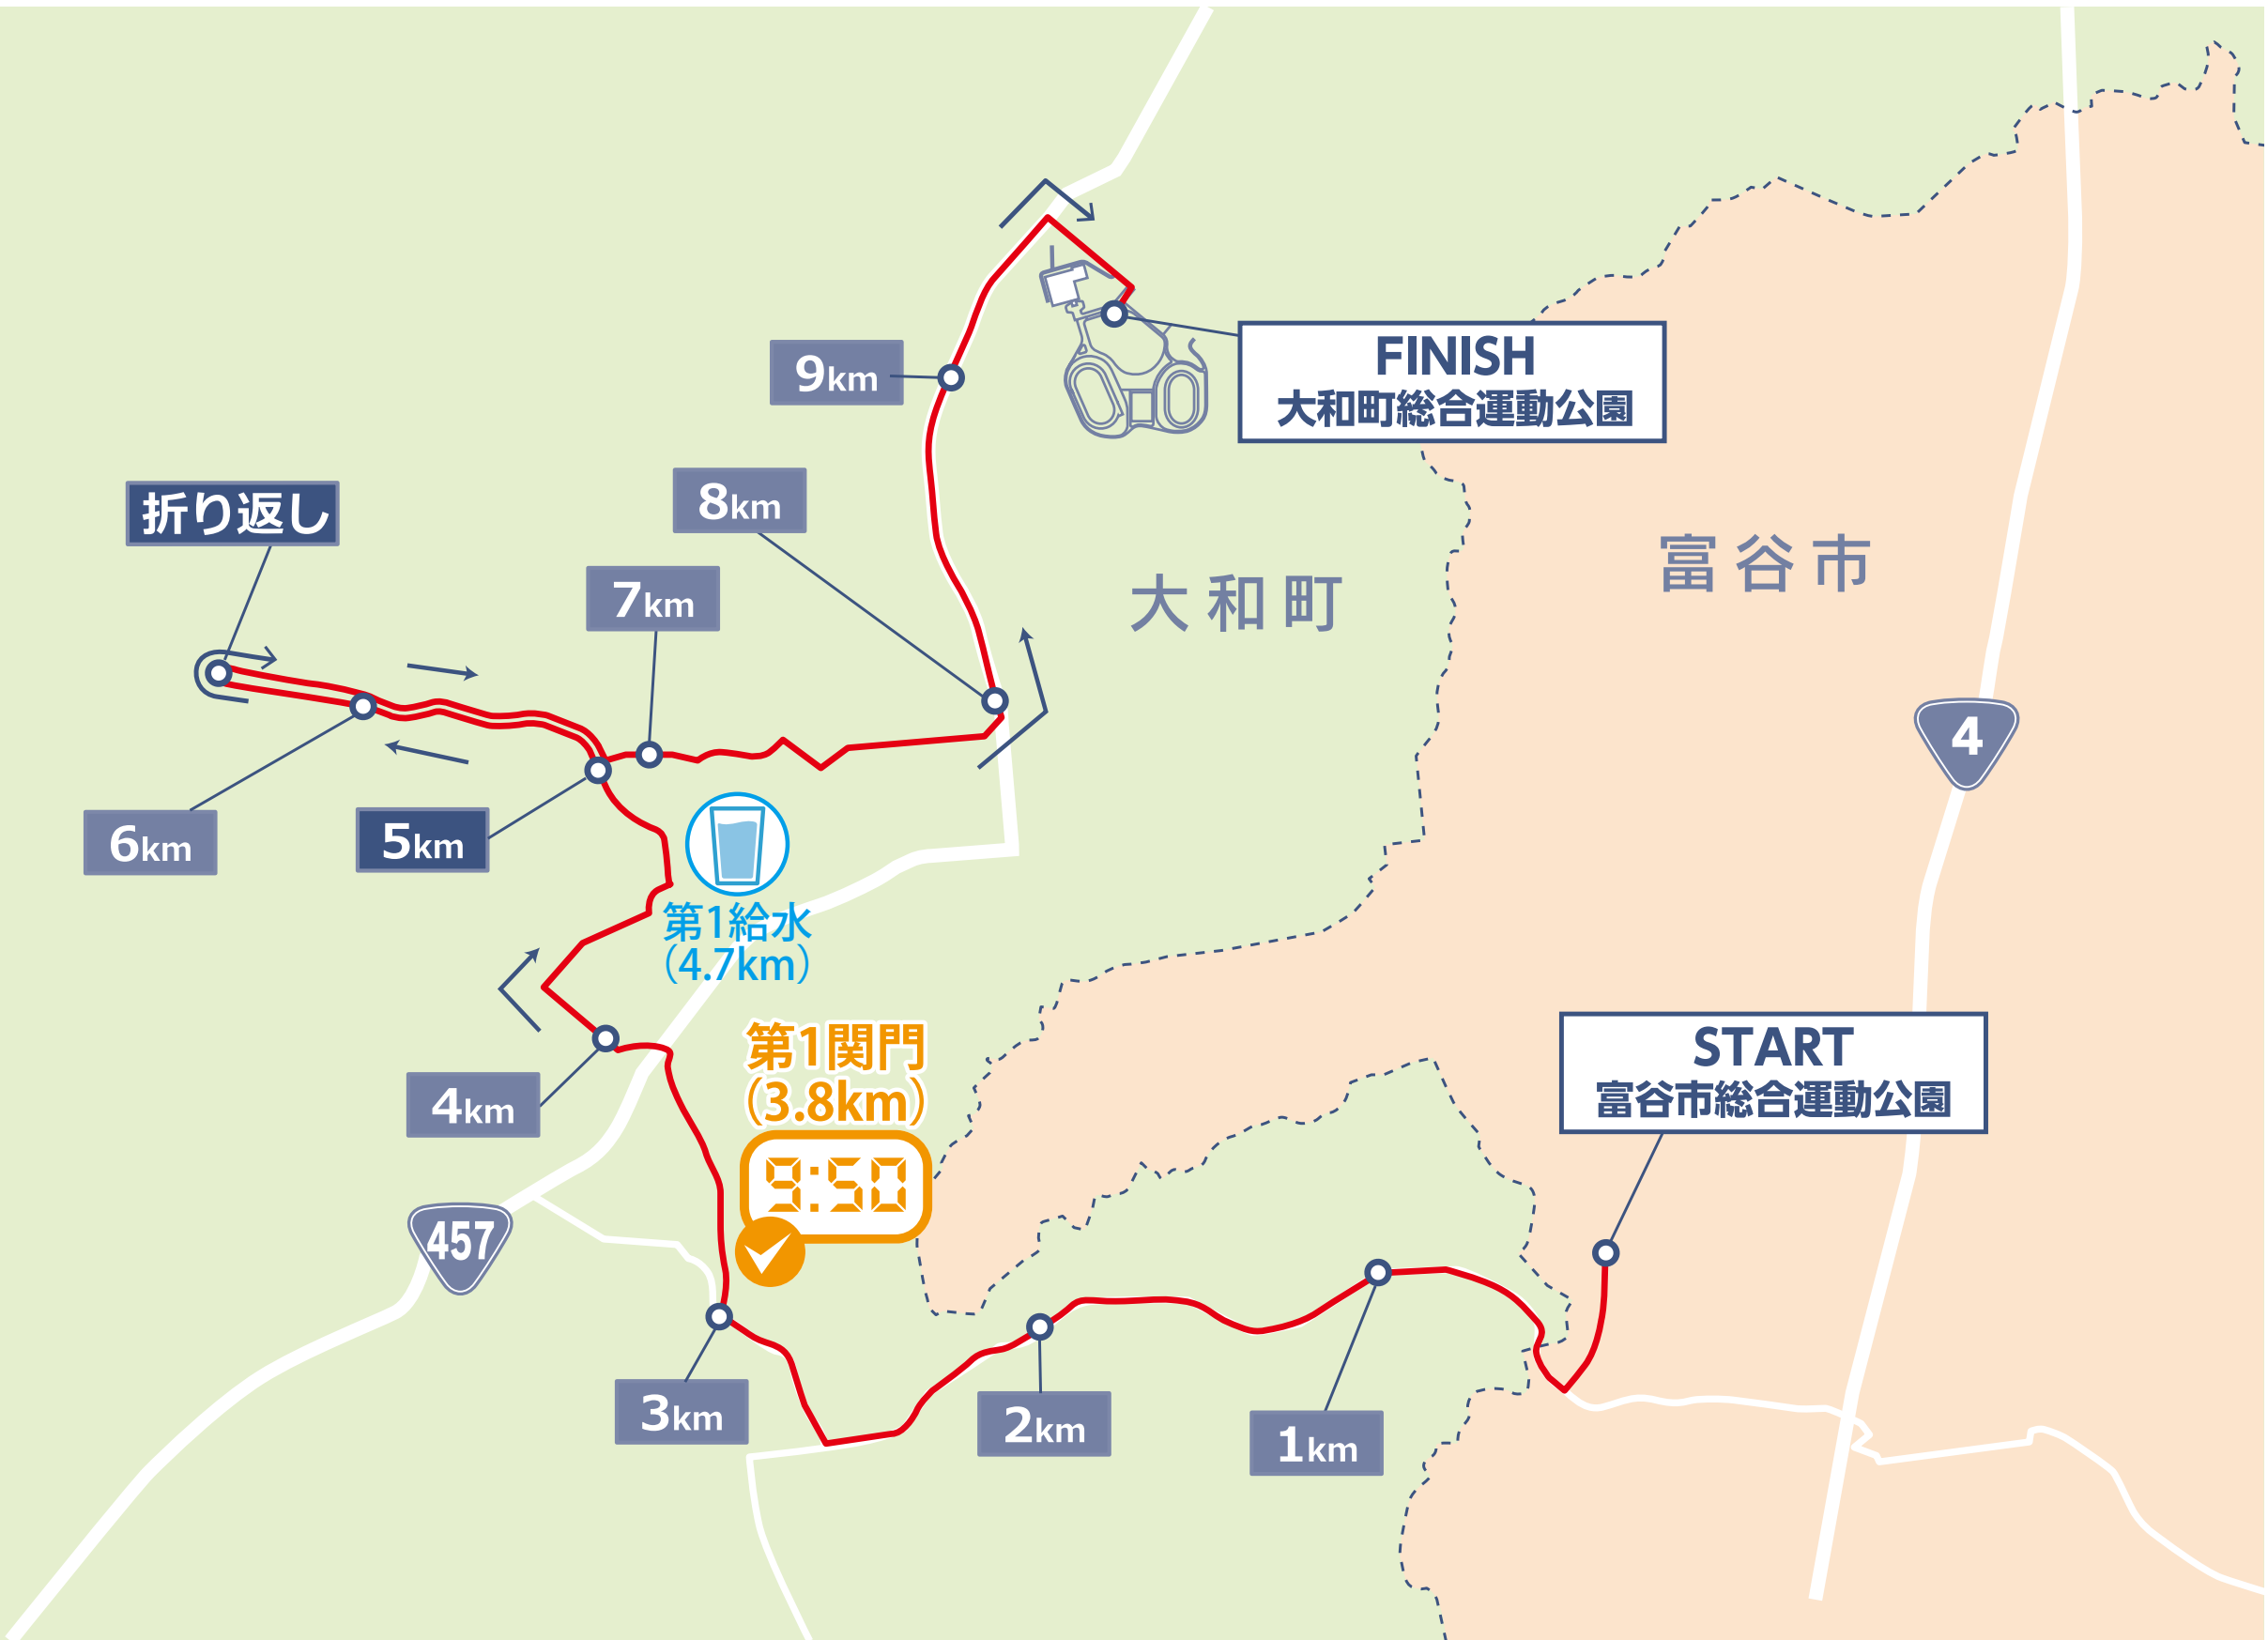 FINISH
大和町総合運動公園
9km
8km
折り返し
7km
大和町
富谷市
4
6km
5km
第1給水
(4.7km)
第1関門
(3.8km)
START
富谷市総合運動公園
4km
9:50
457
3km
2km
1km